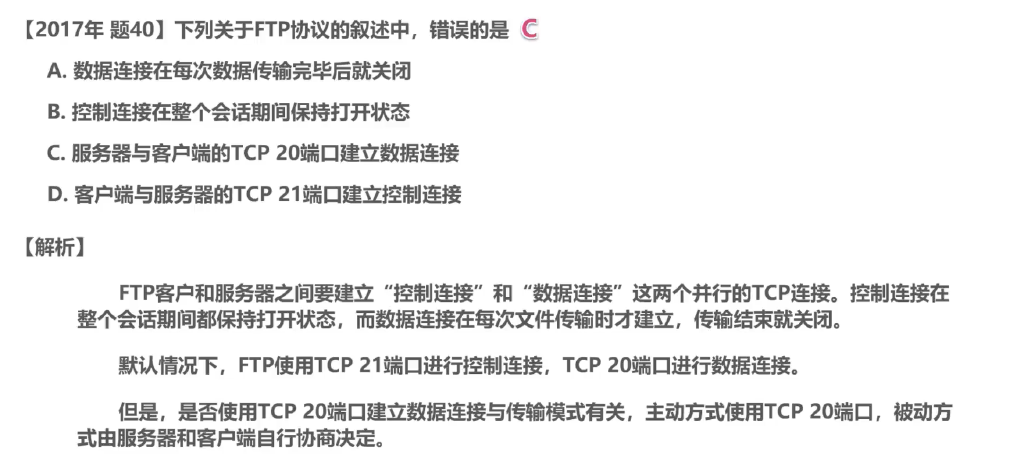 【2017年 题40】下列关于FTP协议的叙述中，错误的是 C
A. 数据连接在每次数据传输完毕后就关闭
B. 控制连接在整个会话期间保持打开状态
C. 服务器与客户端的TCP 20端口建立数据连接
D. 客户端与服务器的TCP 21端口建立控制连接
【解析】
FTP客户和服务器之间要建立“控制连接”和“数据连接”这两个并行的TCP连接。控制连接在
整个会话期间都保持打开状态，而数据连接在每次文件传输时才建立，传输结束就关闭。
默认情况下，FTP使用TCP 21端口进行控制连接，TCP 20端口进行数据连接。
但是，是否使用TCP 20端口建立数据连接与传输模式有关，主动方式使用TCP 20端口，被动方
式由服务器和客户端自行协商决定。